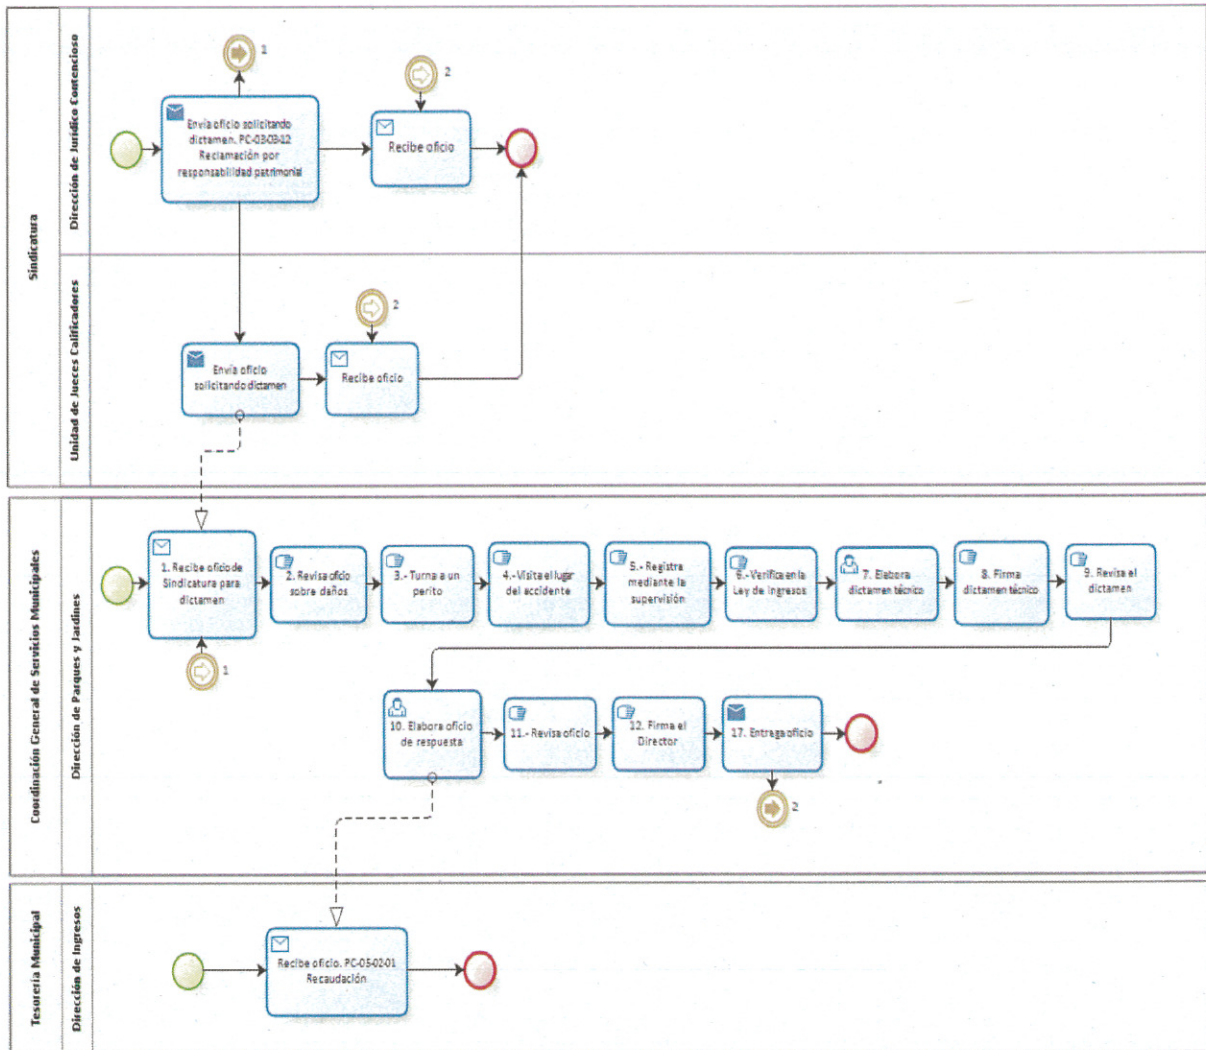 Sindicatura
Dirección de Jurídico Contencioso
1
2
Envía oficio solicitando
dictamen. PC-03-03-12
Reclamación por
responsabilidad patrimonial
Recibe oficio
Unidad de Jueces Calificadores
2
Envía oficio
solicitando dictamen
Recibe oficio
Coordinación General de Servicios Municipales
Dirección de Parques y Jardines
1. Recibe oficio de
Sindicatura para
dictamen
2. Revisa oficio
sobre daños
3.- Turna a un
perito
4.-Visita el lugar
del accidente
5.- Registra
mediante la
supervisión
6.-Verifica en la
Ley de Ingresos
7. Elabora
dictamen técnico
8. Firma
dictamen técnico
9. Revisa el
dictamen
1
10. Elabora oficio
de respuesta
11.- Revisa oficio
12. Firma el
Director
17. Entrega oficio
2
Tesorería Municipal
Dirección de Ingresos
Recibe oficio. PC-05-02-01
Recaudación